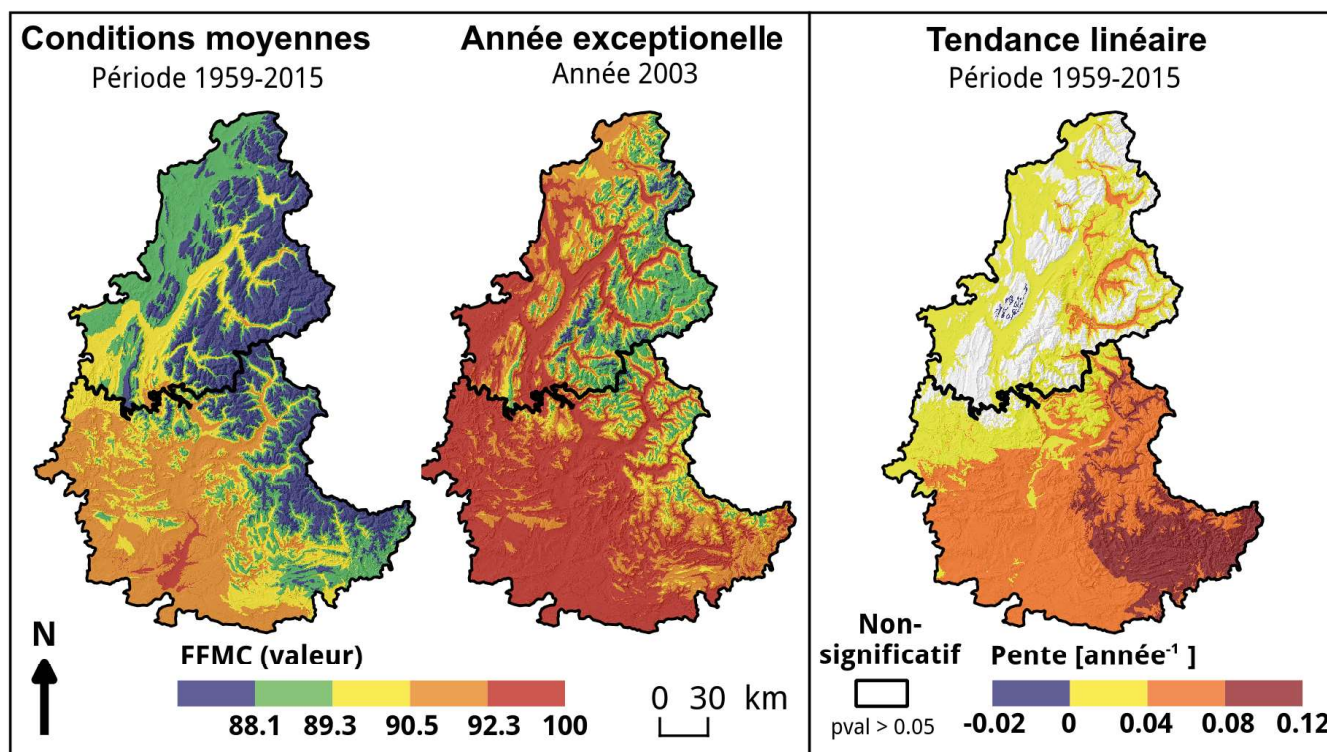 Conditions moyennes
Période 1959-2015
Année exceptionelle
Année 2003
Tendance linéaire
Période 1959-2015
N
FFMC (valeur)
88.1 89.3 90.5 92.3 100
0 30 km
Non-
significatif
pval > 0.05
Pente [année⁻¹ ]
-0.02 0 0.04 0.08 0.12